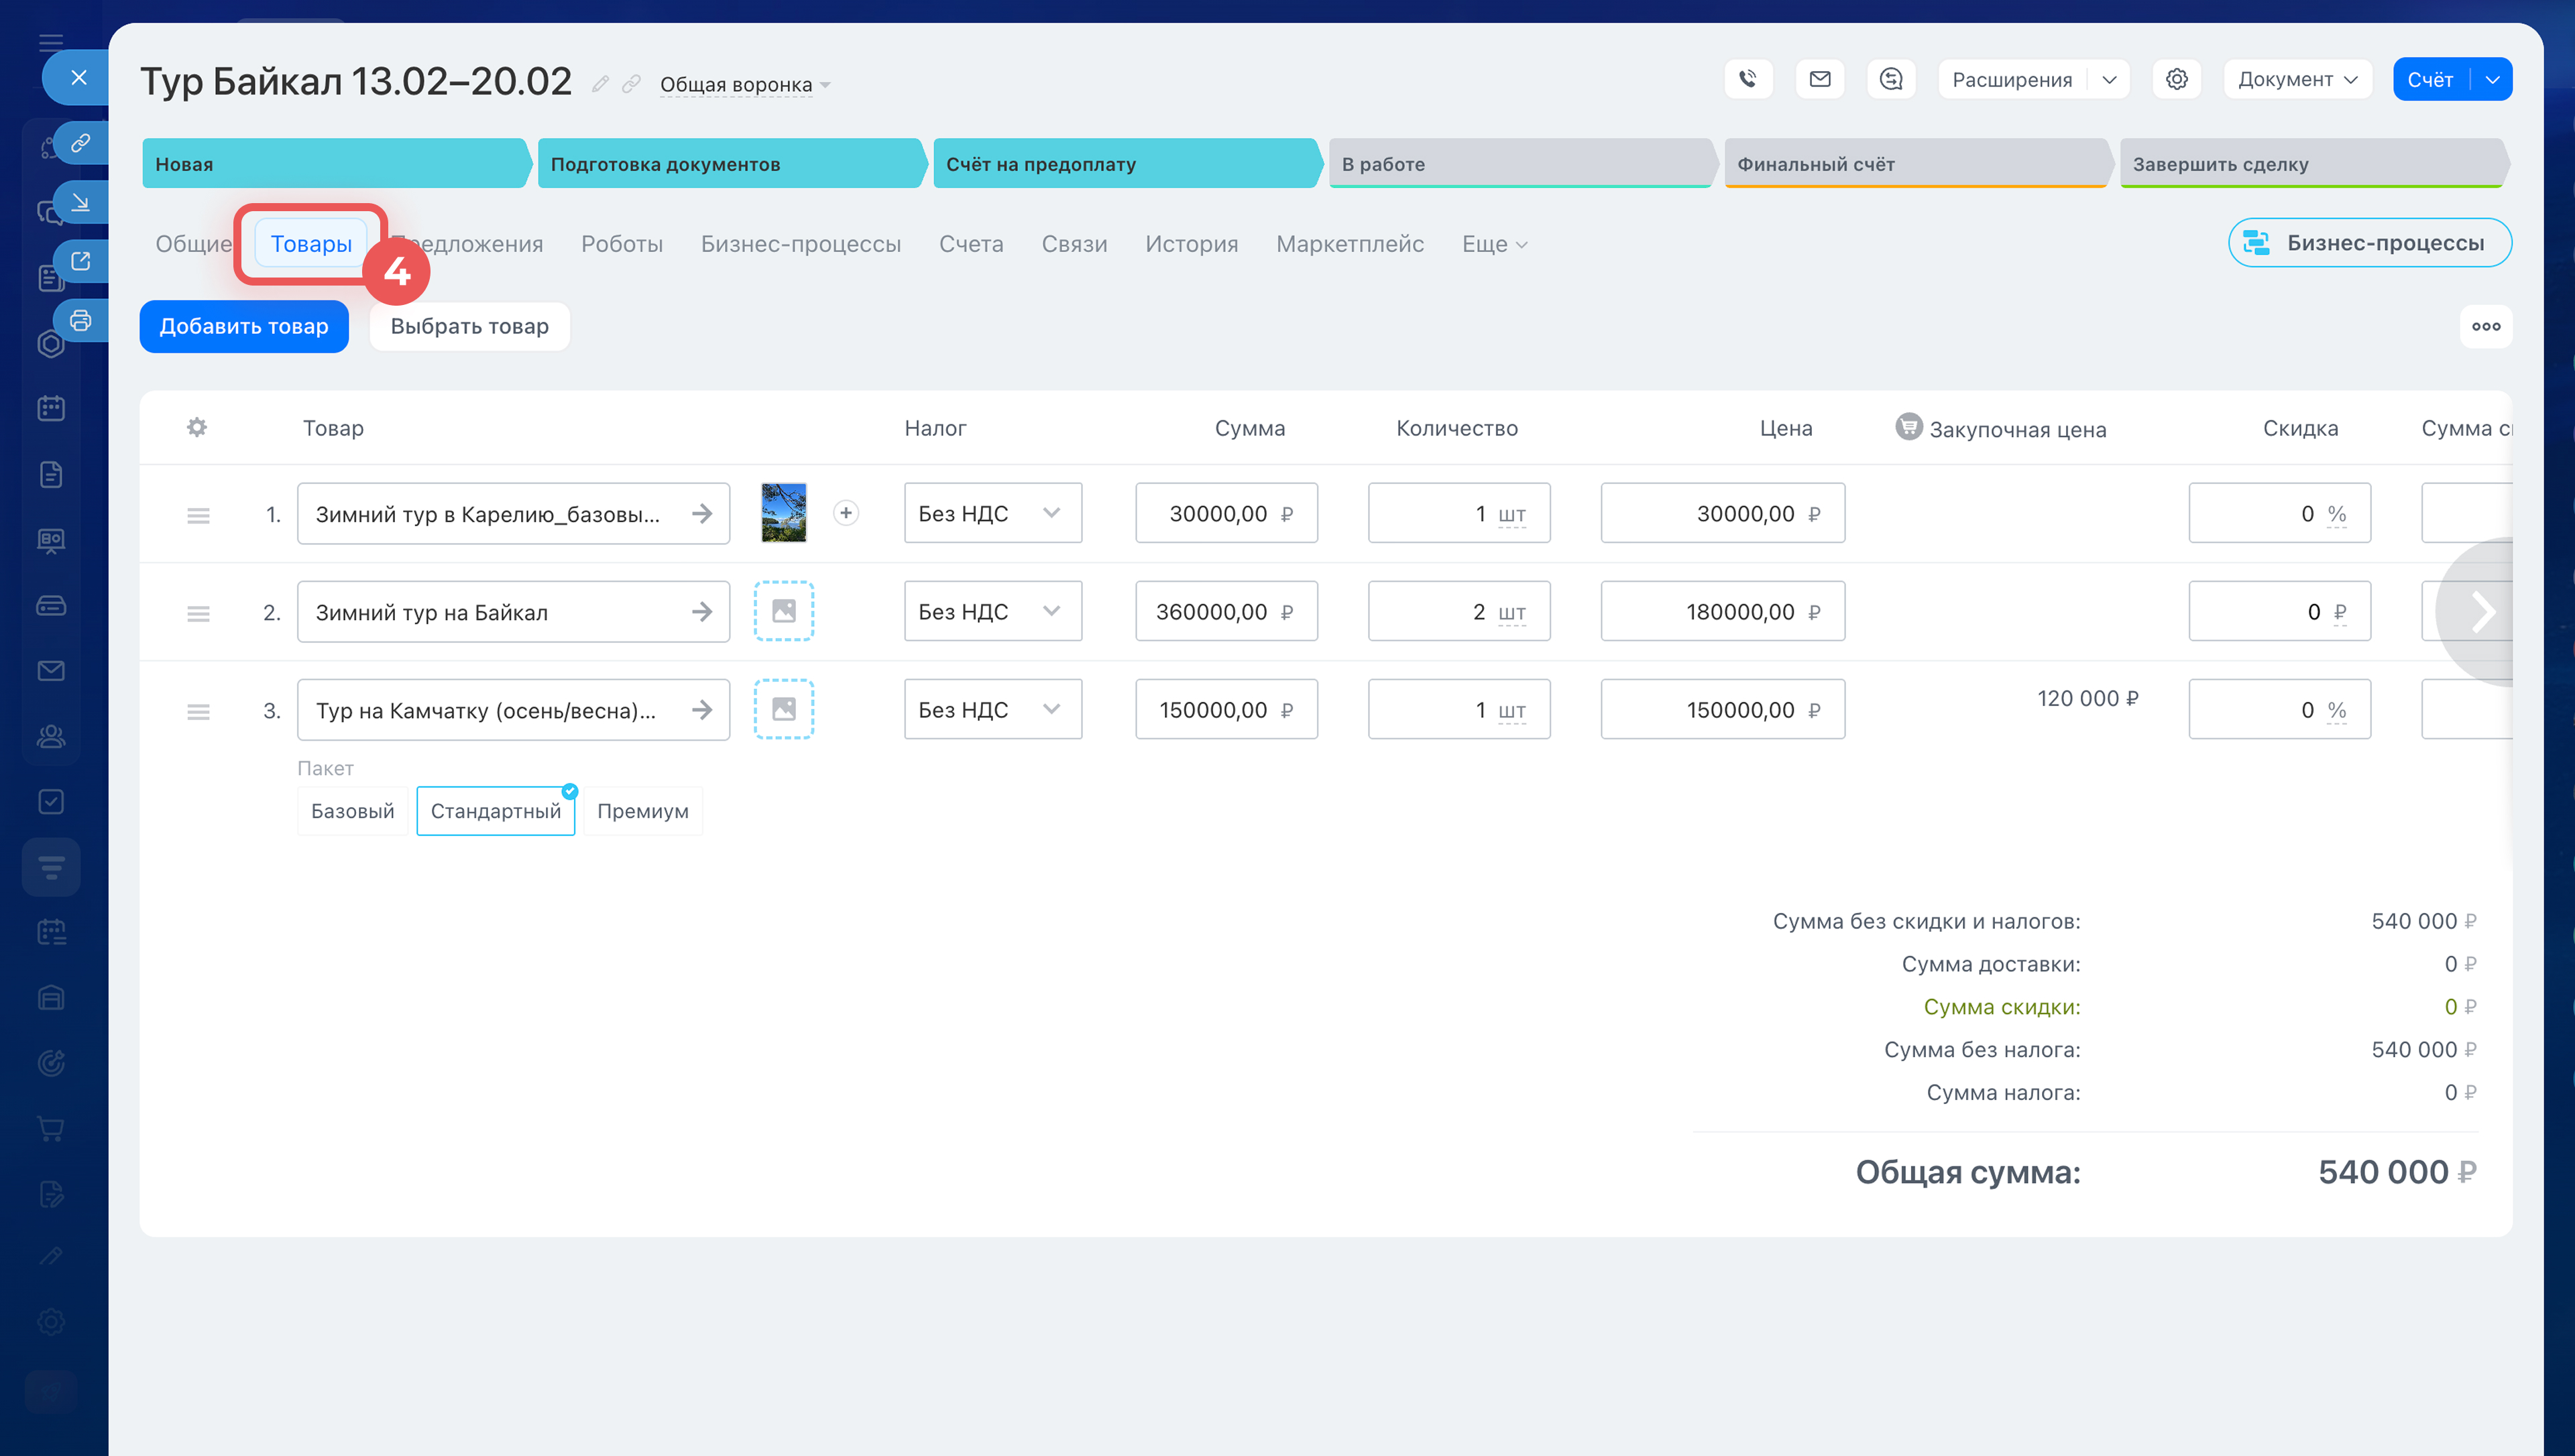 Тур Байкал 13.02–20.02 Общая воронка Расширения Документ Счёт
Новая Подготовка документов Счёт на предоплату В работе Финальный счёт Завершить сделку
Общие Товары Роботы Бизнес-процессы Счета Связи История Маркетплейс Еще Бизнес-процессы
4
Добавить товар Выбрать товар
Товар Налог Сумма Количество Цена Закупочная цена Скидка Сумма
1. Зимний тур в Карелию_базовы... Без НДС 30000,00 ₽ 1 шт 30000,00 ₽ 0 %
2. Зимний тур на Байкал Без НДС 360000,00 ₽ 2 шт 180000,00 ₽ 0 ₽
3. Тур на Камчатку (осень/весна)... Без НДС 150000,00 ₽ 1 шт 150000,00 ₽ 120 000 ₽ 0 %
Пакет
Базовый Стандартный Премиум
Сумма без скидки и налогов: 540 000 ₽
Сумма доставки: 0 ₽
Сумма скидки: 0 ₽
Сумма без налога: 540 000 ₽
Сумма налога: 0 ₽
Общая сумма: 540 000 ₽